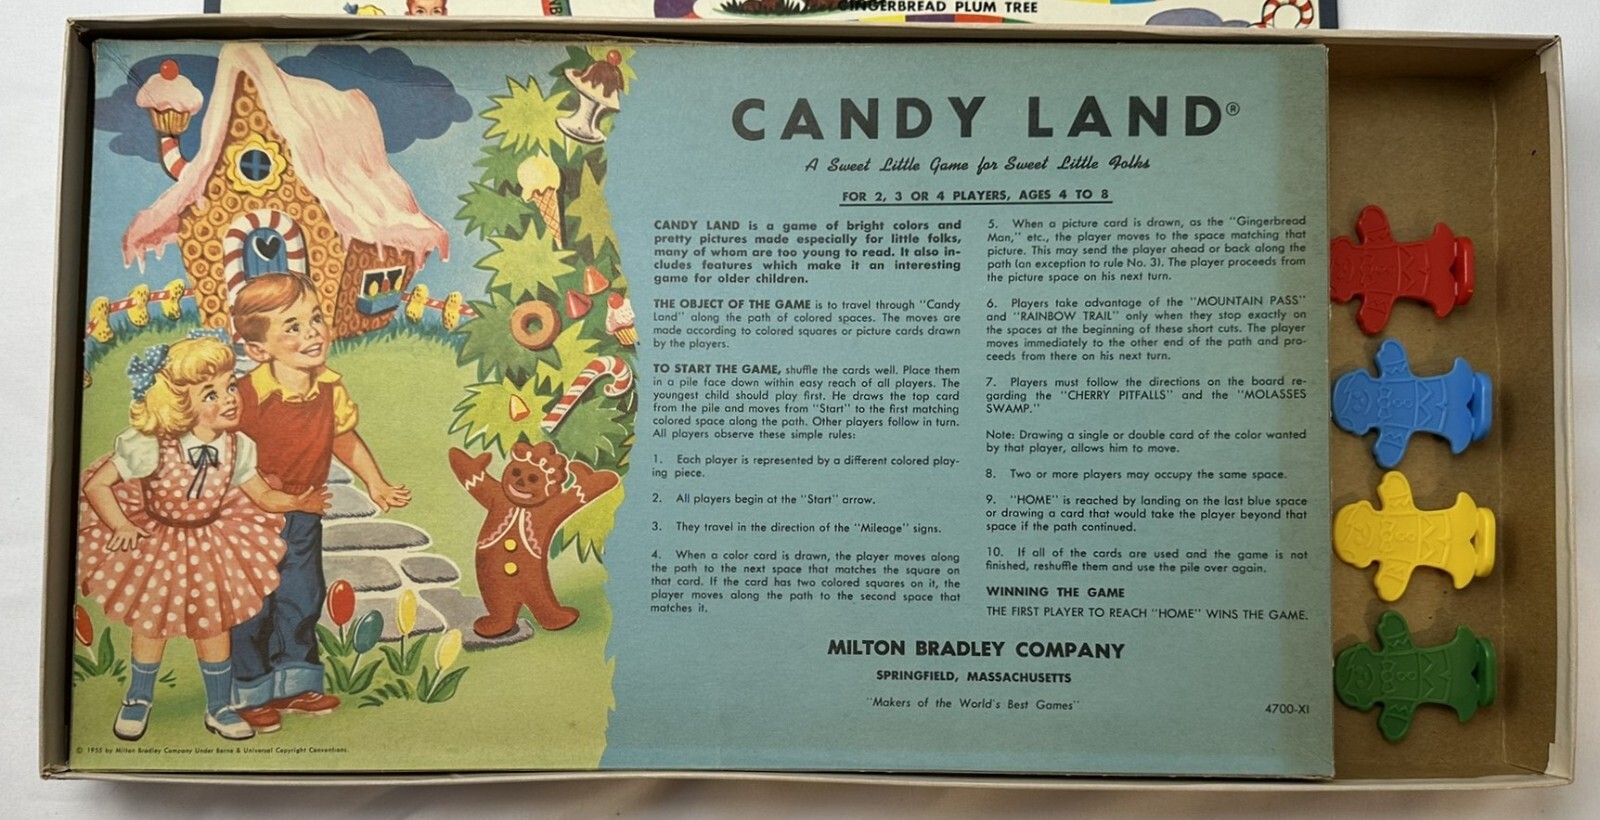 GINGERBREAD PLUM TREE
CANDY LAND®
A Sweet Little Game for Sweet Little Folks
FOR 2, 3 OR 4 PLAYERS, AGES 4 TO 8
CANDY LAND is a game of bright colors and
pretty pictures made especially for little folks,
many of whom are too young to read. It also in-
cludes features which make it an interesting
game for older children.
THE OBJECT OF THE GAME is to travel through "Candy
Land" along the path of colored spaces. The moves are
made according to colored squares or picture cards drawn
by the players.
TO START THE GAME, shuffle the cards well. Place them
in a pile face down within easy reach of all players. The
youngest child should play first. He draws the top card
from the pile and moves from "Start" to the first matching
colored space along the path. Other players follow in turn.
All players observe these simple rules:
1. Each player is represented by a different colored play-
ing piece.
2. All players begin at the "Start" arrow.
3. They travel in the direction of the "Mileage" signs.
4. When a color card is drawn, the player moves along
the path to the next space that matches the square on
that card. If the card has two colored squares on it, the
player moves along the path to the second space that
matches it.
5. When a picture card is drawn, as the "Gingerbread
Man," etc., the player moves to the space matching that
picture. This may send the player ahead or back along the
path (an exception to rule No. 3). The player proceeds from
the picture space on his next turn.
6. Players take advantage of the "MOUNTAIN PASS"
and "RAINBOW TRAIL" only when they stop exactly on
the spaces at the beginning of these short cuts. The player
moves immediately to the other end of the path and pro-
ceeds from there on his next turn.
7. Players must follow the directions on the board re-
garding the "CHERRY PITFALLS" and the "MOLASSES
SWAMP."
Note: Drawing a single or double card of the color wanted
by that player, allows him to move.
8. Two or more players may occupy the same space.
9. "HOME" is reached by landing on the last blue space
or drawing a card that would take the player beyond that
space if the path continued.
10. If all of the cards are used and the game is not
finished, reshuffle them and use the pile over again.
WINNING THE GAME
THE FIRST PLAYER TO REACH "HOME" WINS THE GAME.
MILTON BRADLEY COMPANY
SPRINGFIELD, MASSACHUSETTS
"Makers of the World's Best Games"
4700-XI
© 1955 by Milton Bradley Company Under Berne & Universal Copyright Conventions.